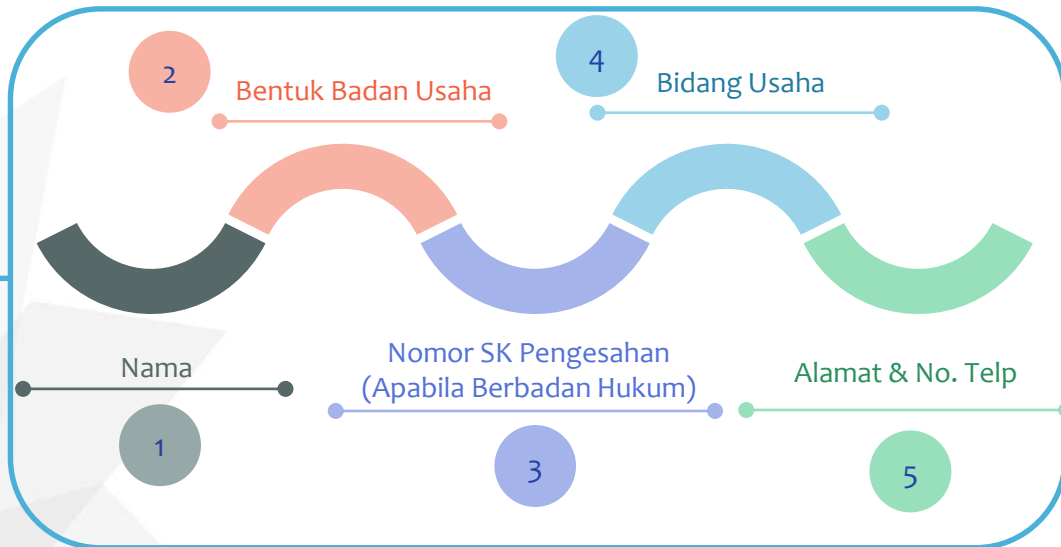 1
Nama
2
Bentuk Badan Usaha
3
Nomor SK Pengesahan
(Apabila Berbadan Hukum)
4
Bidang Usaha
5
Alamat & No. Telp